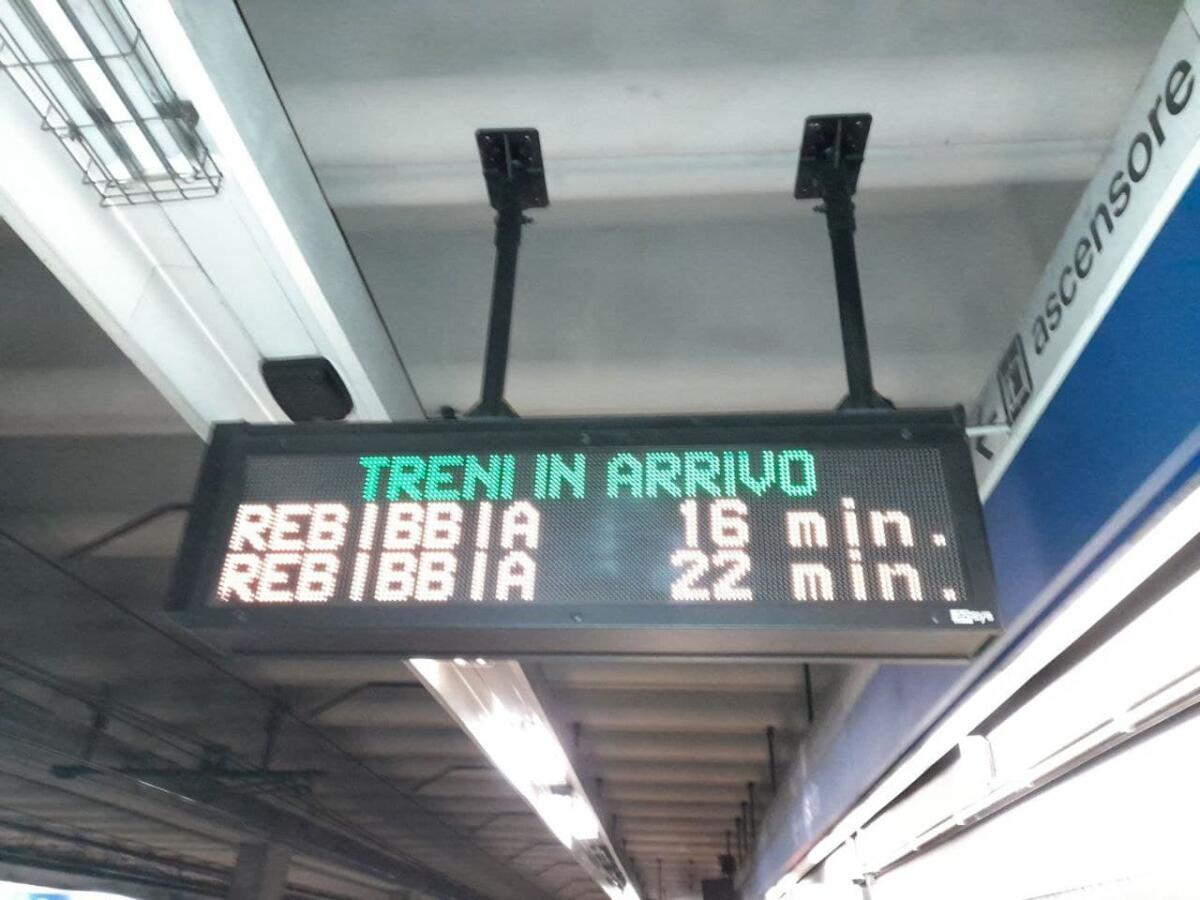 ascensore
TRENI IN ARRIVO
REBIBBIA 16 min.
REBIBBIA 22 min.